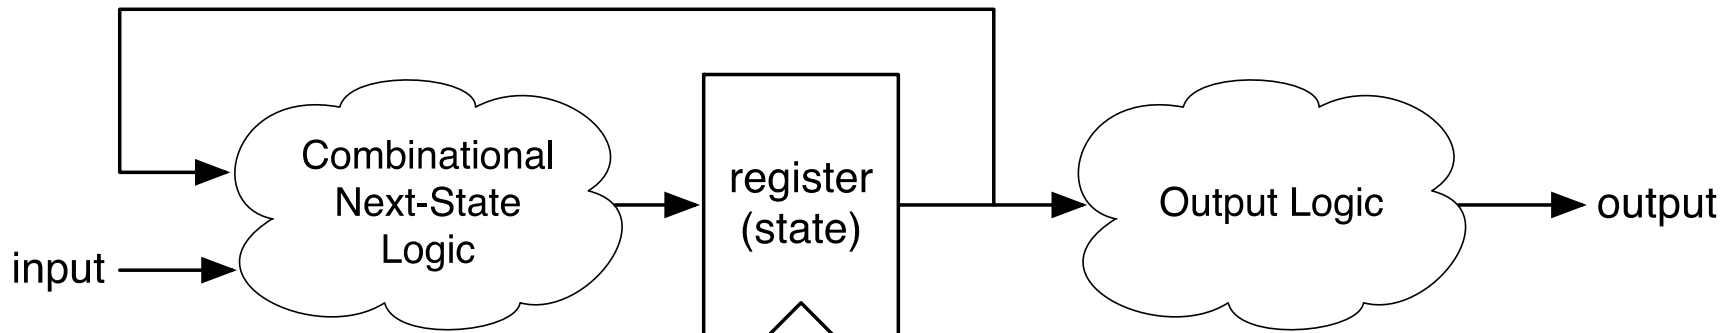 Combinational
Next-State
Logic
input
register
(state)
Output Logic
output